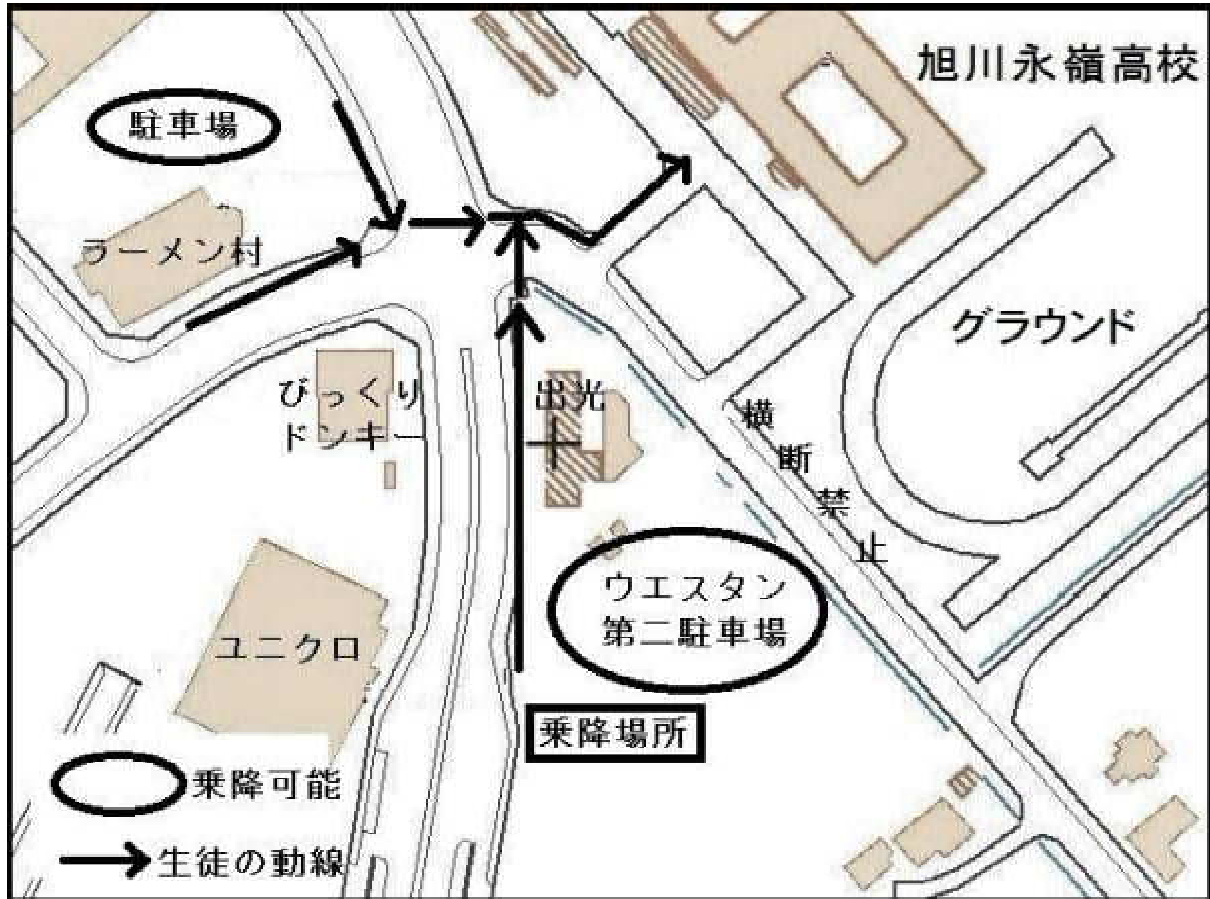 旭川永嶺高校
駐車場
ラーメン村
グラウンド
びっくり
ドンキー
出光
横断禁止
ウエスタン
第二駐車場
ユニクロ
乗降場所
乗降可能
生徒の動線